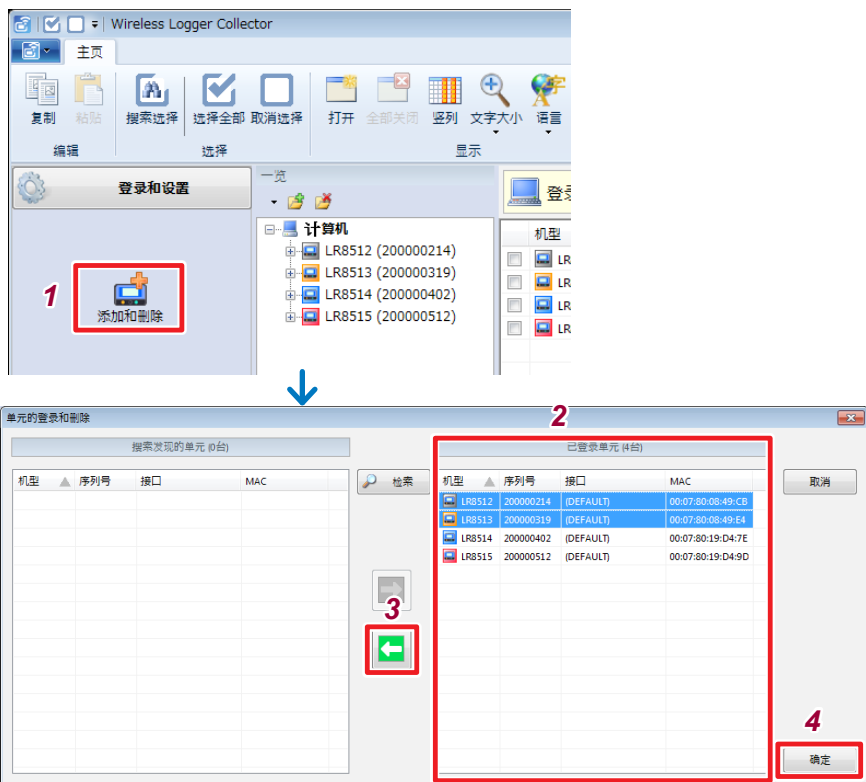 Wireless Logger Collector
主页
复制 粘贴 搜索选择 选择全部 取消选择 打开 全部关闭 竖列 文字大小 语言
编辑 选择 显示
登录和设置
一览
登
计算机
LR8512 (200000214)
LR8513 (200000319)
LR8514 (200000402)
LR8515 (200000512)
机型
LR
LR
LR
LR
1
添加和删除
单元的登录和删除
2
搜索发现的单元 (0台)
已登录单元 (4台)
机型 序列号 接口 MAC
检索
机型 序列号 接口 MAC
取消
LR8512 200000214 (DEFAULT) 00:07:80:08:49:CB
LR8513 200000319 (DEFAULT) 00:07:80:08:49:E4
LR8514 200000402 (DEFAULT) 00:07:80:19:D4:7E
LR8515 200000512 (DEFAULT) 00:07:80:19:D4:9D
3
4
确定